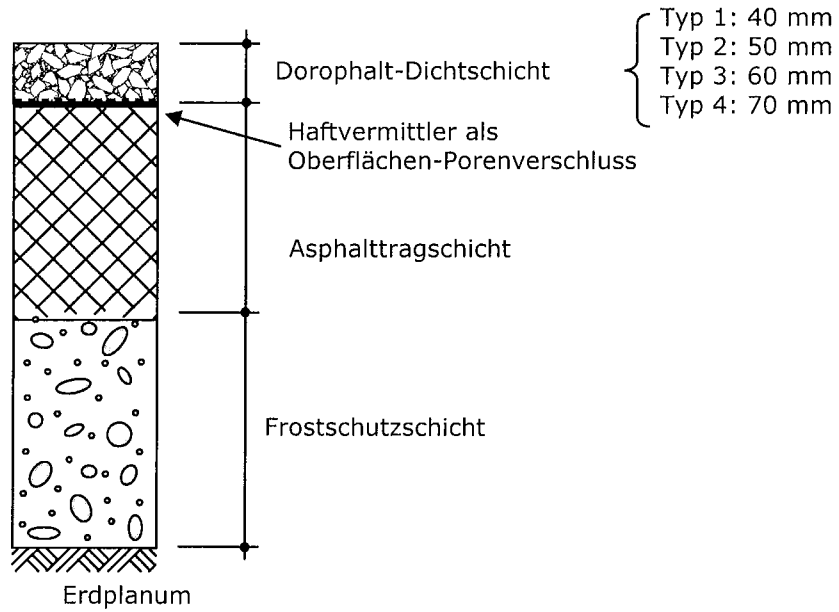 Typ 1: 40 mm
Typ 2: 50 mm
Typ 3: 60 mm
Typ 4: 70 mm
Dorophalt-Dichtschicht
Haftvermittler als
Oberflächen-Porenverschluss
Asphalttragschicht
Frostschutzschicht
Erdplanum